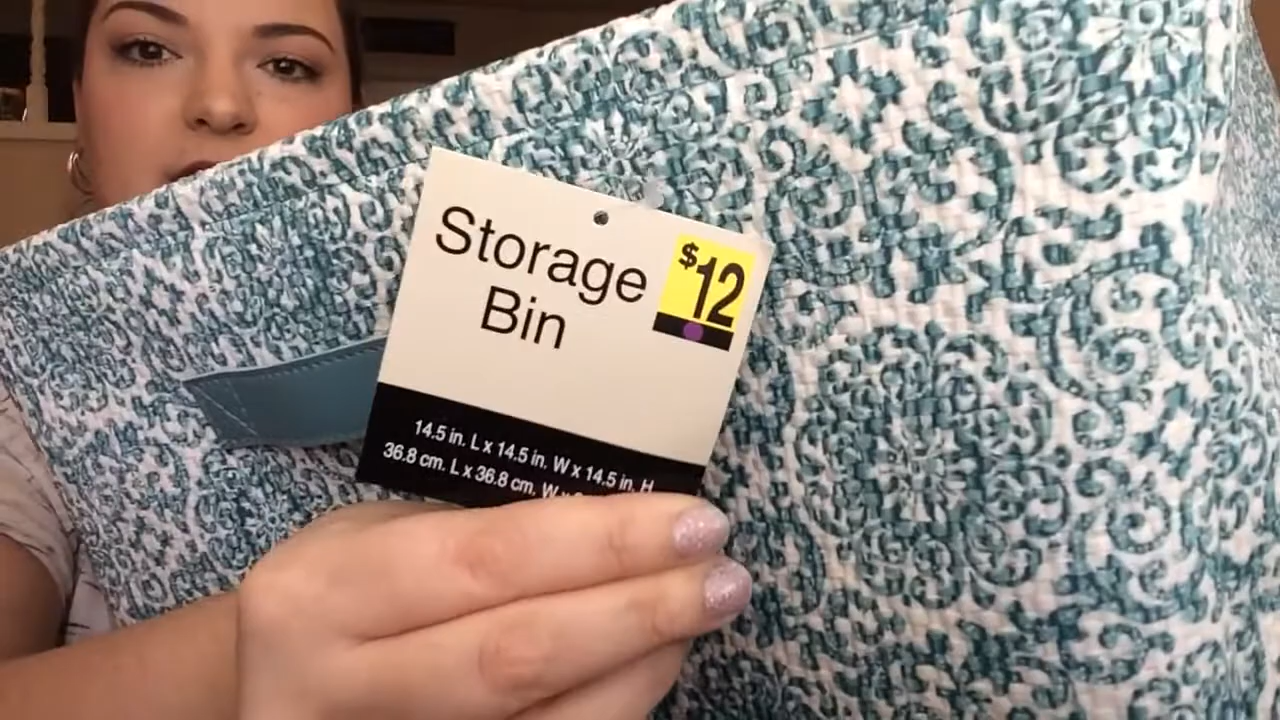 Storage
Bin
$12
14.5 in. L x 14.5 in. W x 14.5 in. H
36.8 cm. L x 36.8 cm. W x